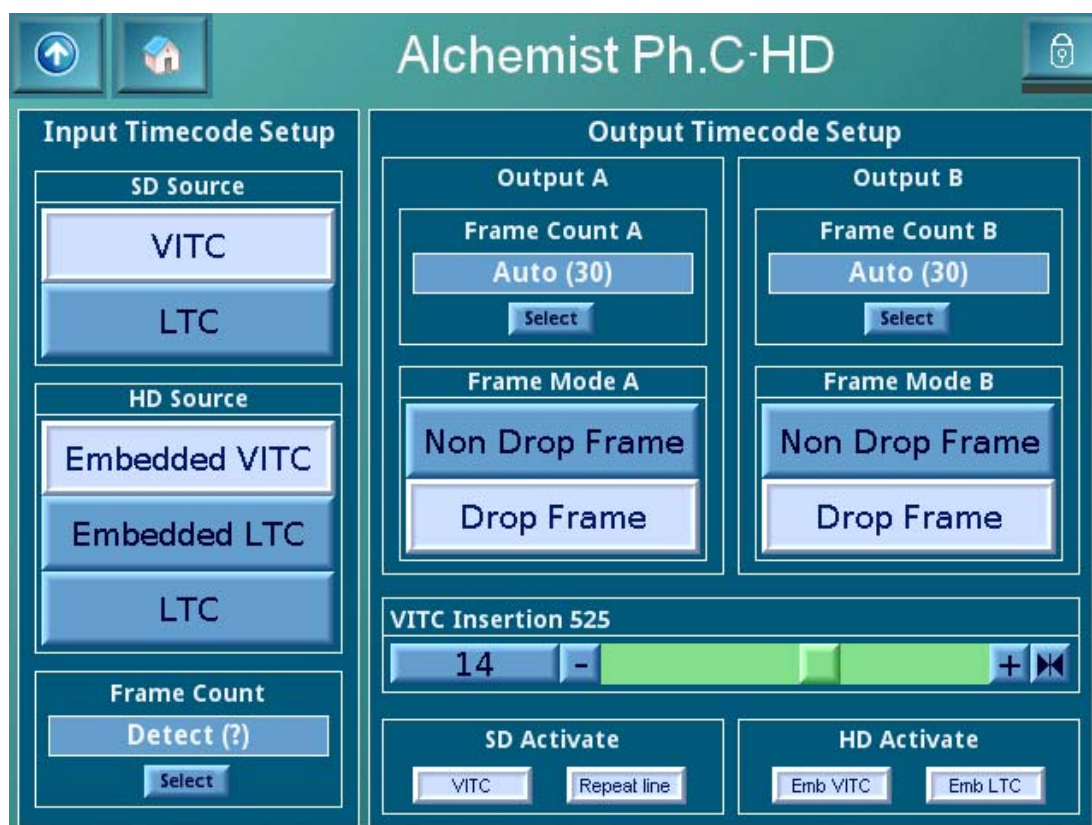 Alchemist Ph.C-HD
Input Timecode Setup
SD Source
VITC
LTC
HD Source
Embedded VITC
Embedded LTC
LTC
Frame Count
Detect (?)
Select
Output Timecode Setup
Output A
Frame Count A
Auto (30)
Select
Frame Mode A
Non Drop Frame
Drop Frame
Output B
Frame Count B
Auto (30)
Select
Frame Mode B
Non Drop Frame
Drop Frame
VITC Insertion 525
14 - +
SD Activate
VITC Repeat line
HD Activate
Emb VITC Emb LTC